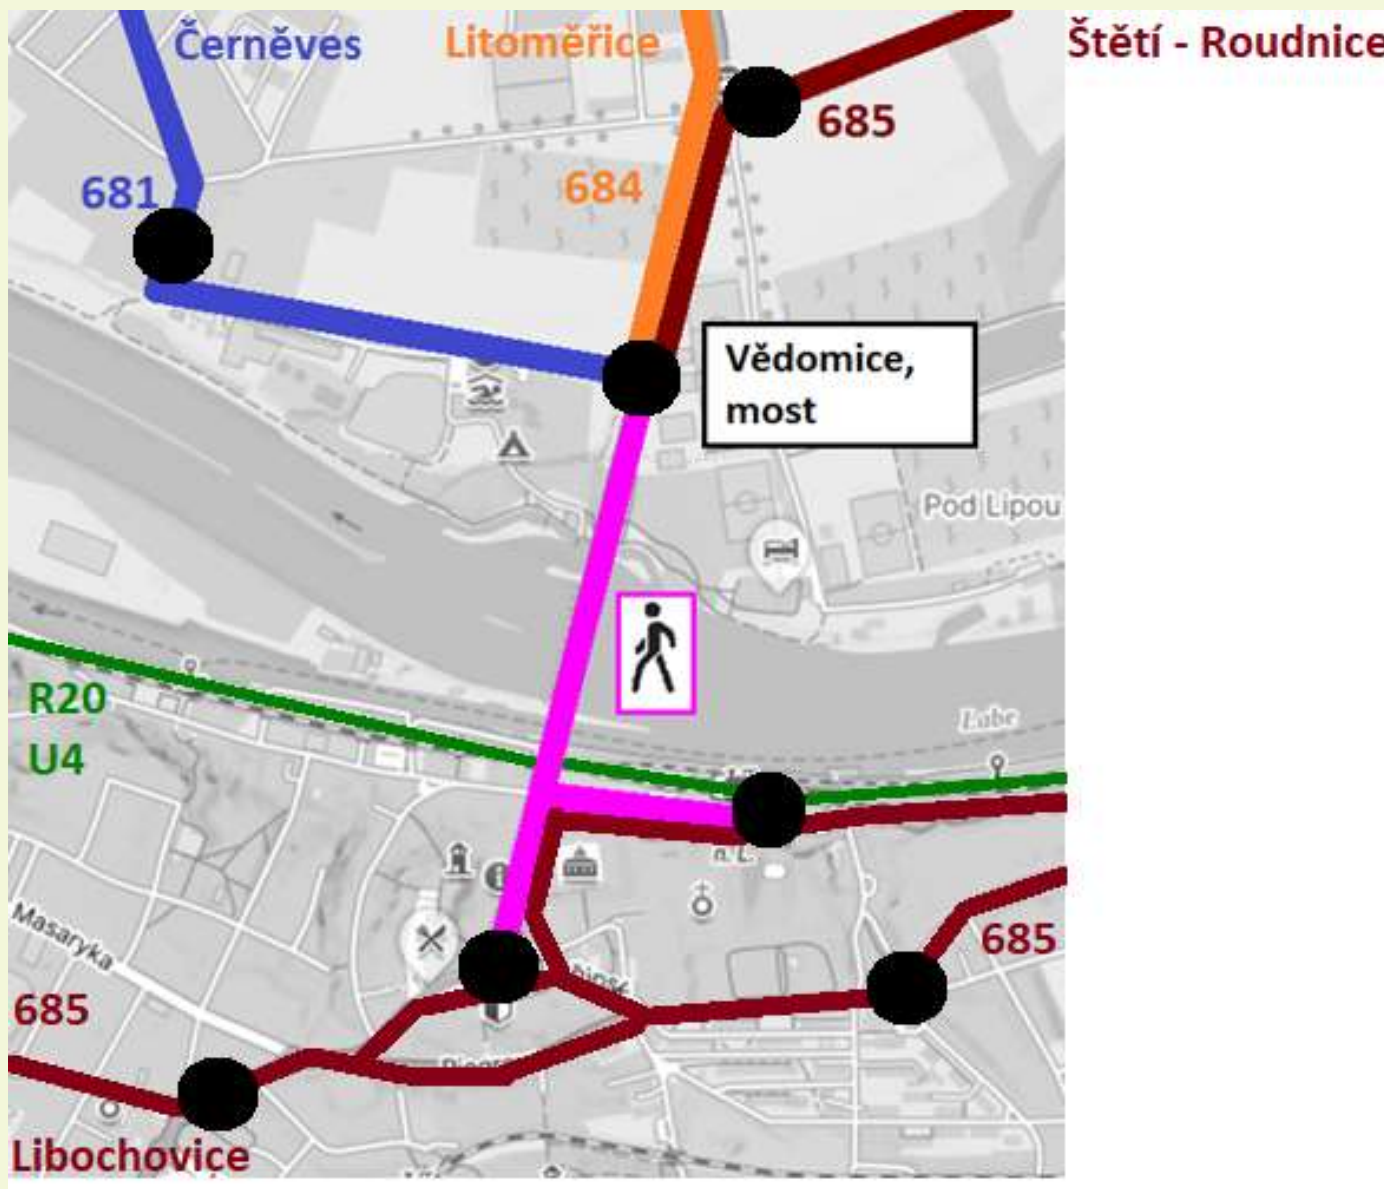 Černěves
Litoměřice
Štětí - Roudnice
685
684
681
Vědomice,
most
Pod Lipou
R20
U4
Labe
n. L.
Masaryka
685
685
Libochovice